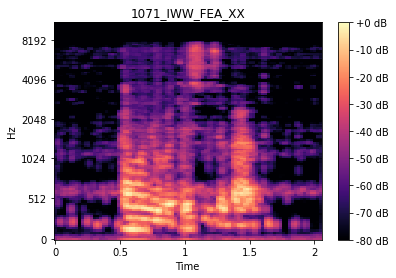 1071_IWW_FEA_XX
8192
4096
2048
1024
512
0
Hz
0
0.5
1
1.5
2
Time
+0 dB
-10 dB
-20 dB
-30 dB
-40 dB
-50 dB
-60 dB
-70 dB
-80 dB